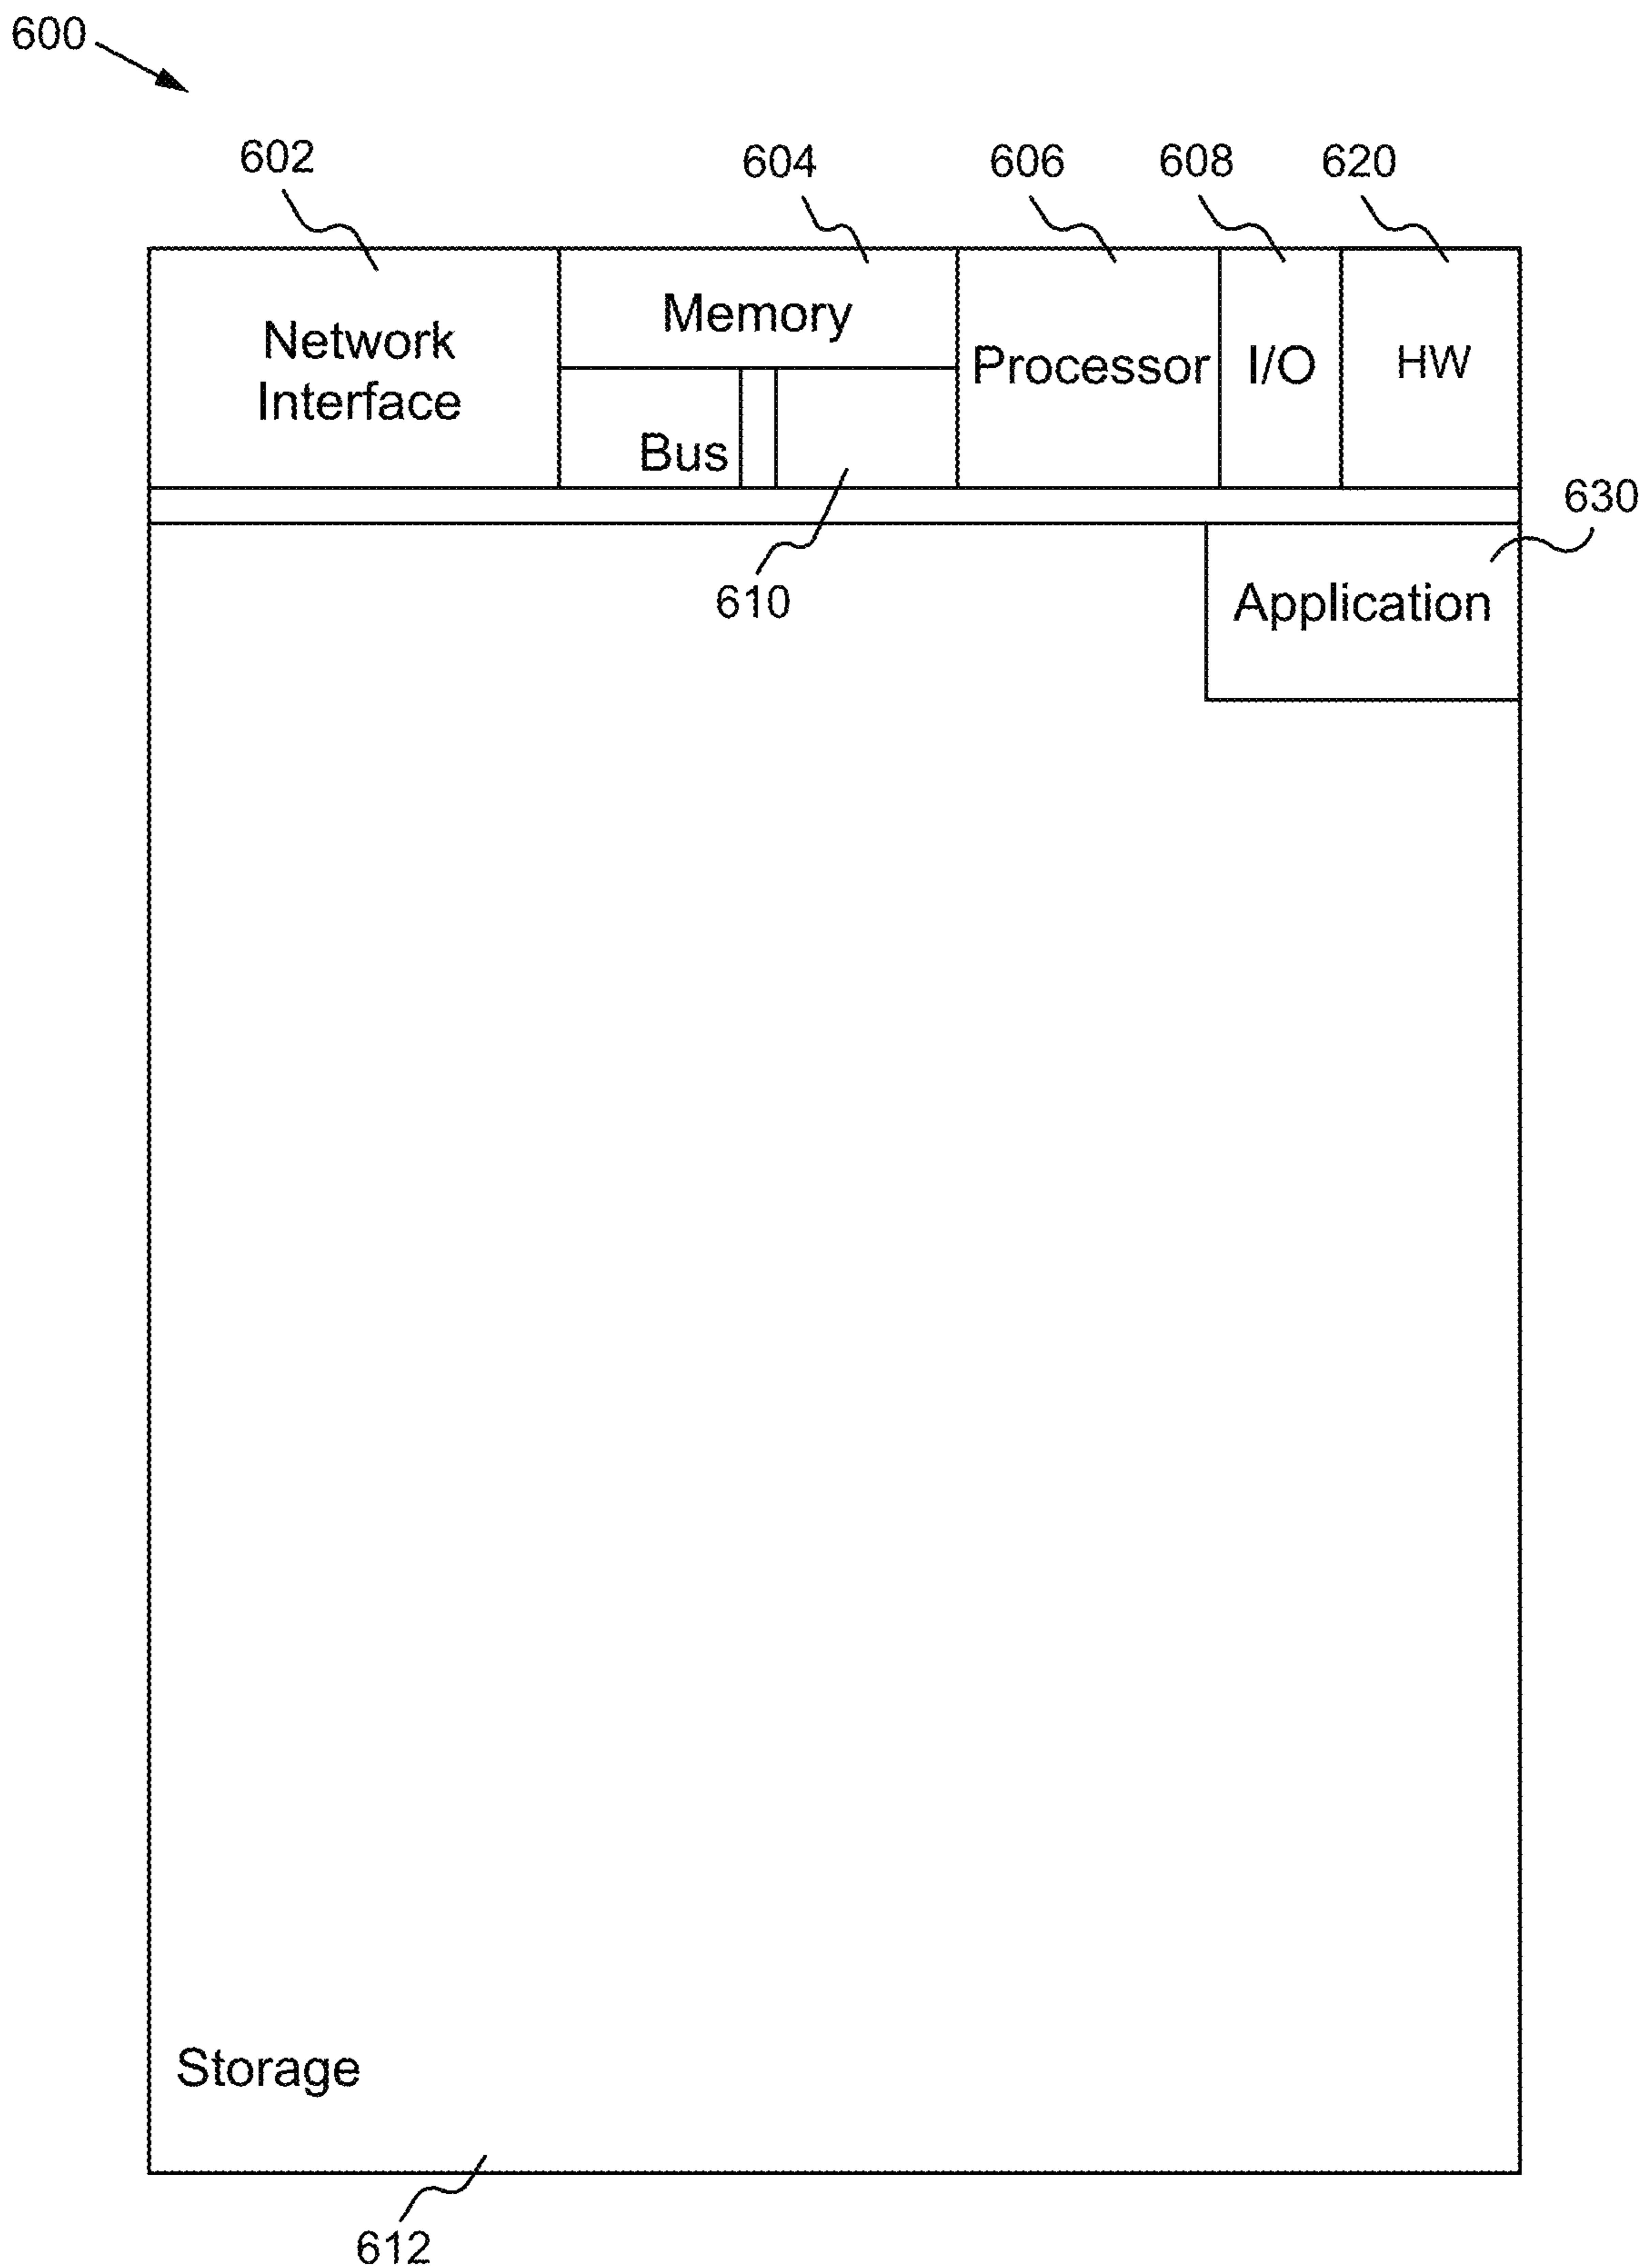 600
602
604
606
608
620
Network
Interface
Memory
Processor
I/O
HW
Bus
630
610
Application
Storage
612